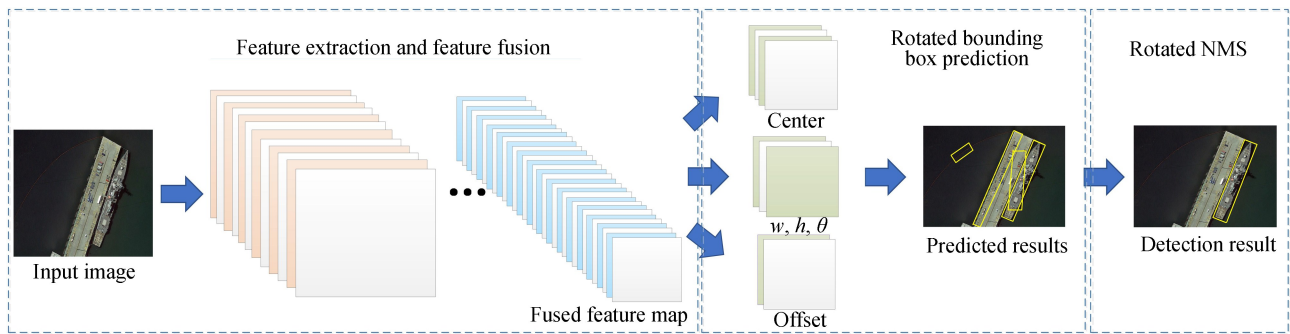 Feature extraction and feature fusion
Input image
Fused feature map
Center
w, h, θ
Offset
Rotated bounding
box prediction
Predicted results
Rotated NMS
Detection result